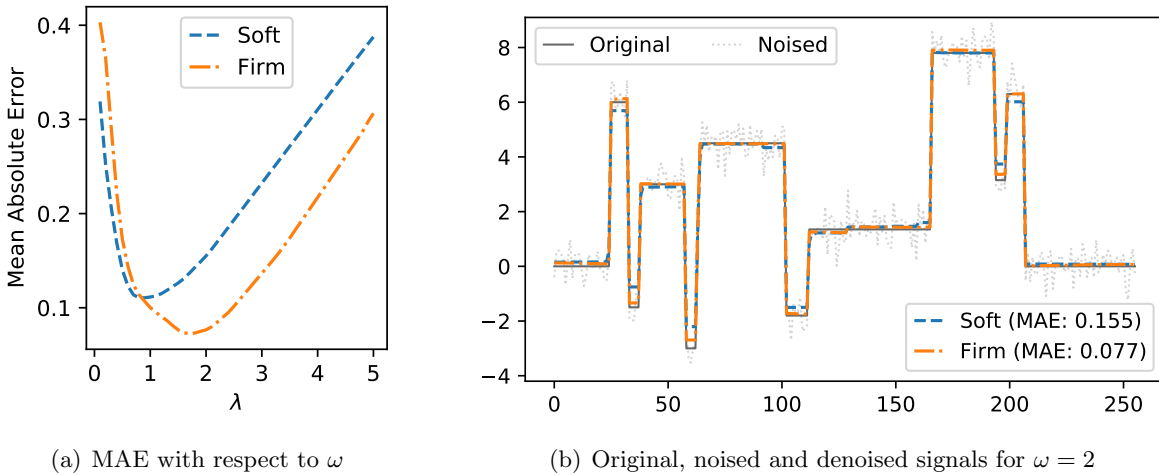 0.4
0.3
0.2
0.1
Mean Absolute Error
Soft
Firm
0 1 2 3 4 5
λ
(a) MAE with respect to ω
8
6
4
2
0
−2
−4
Original Noised
Soft (MAE: 0.155)
Firm (MAE: 0.077)
0 50 100 150 200 250
(b) Original, noised and denoised signals for ω = 2